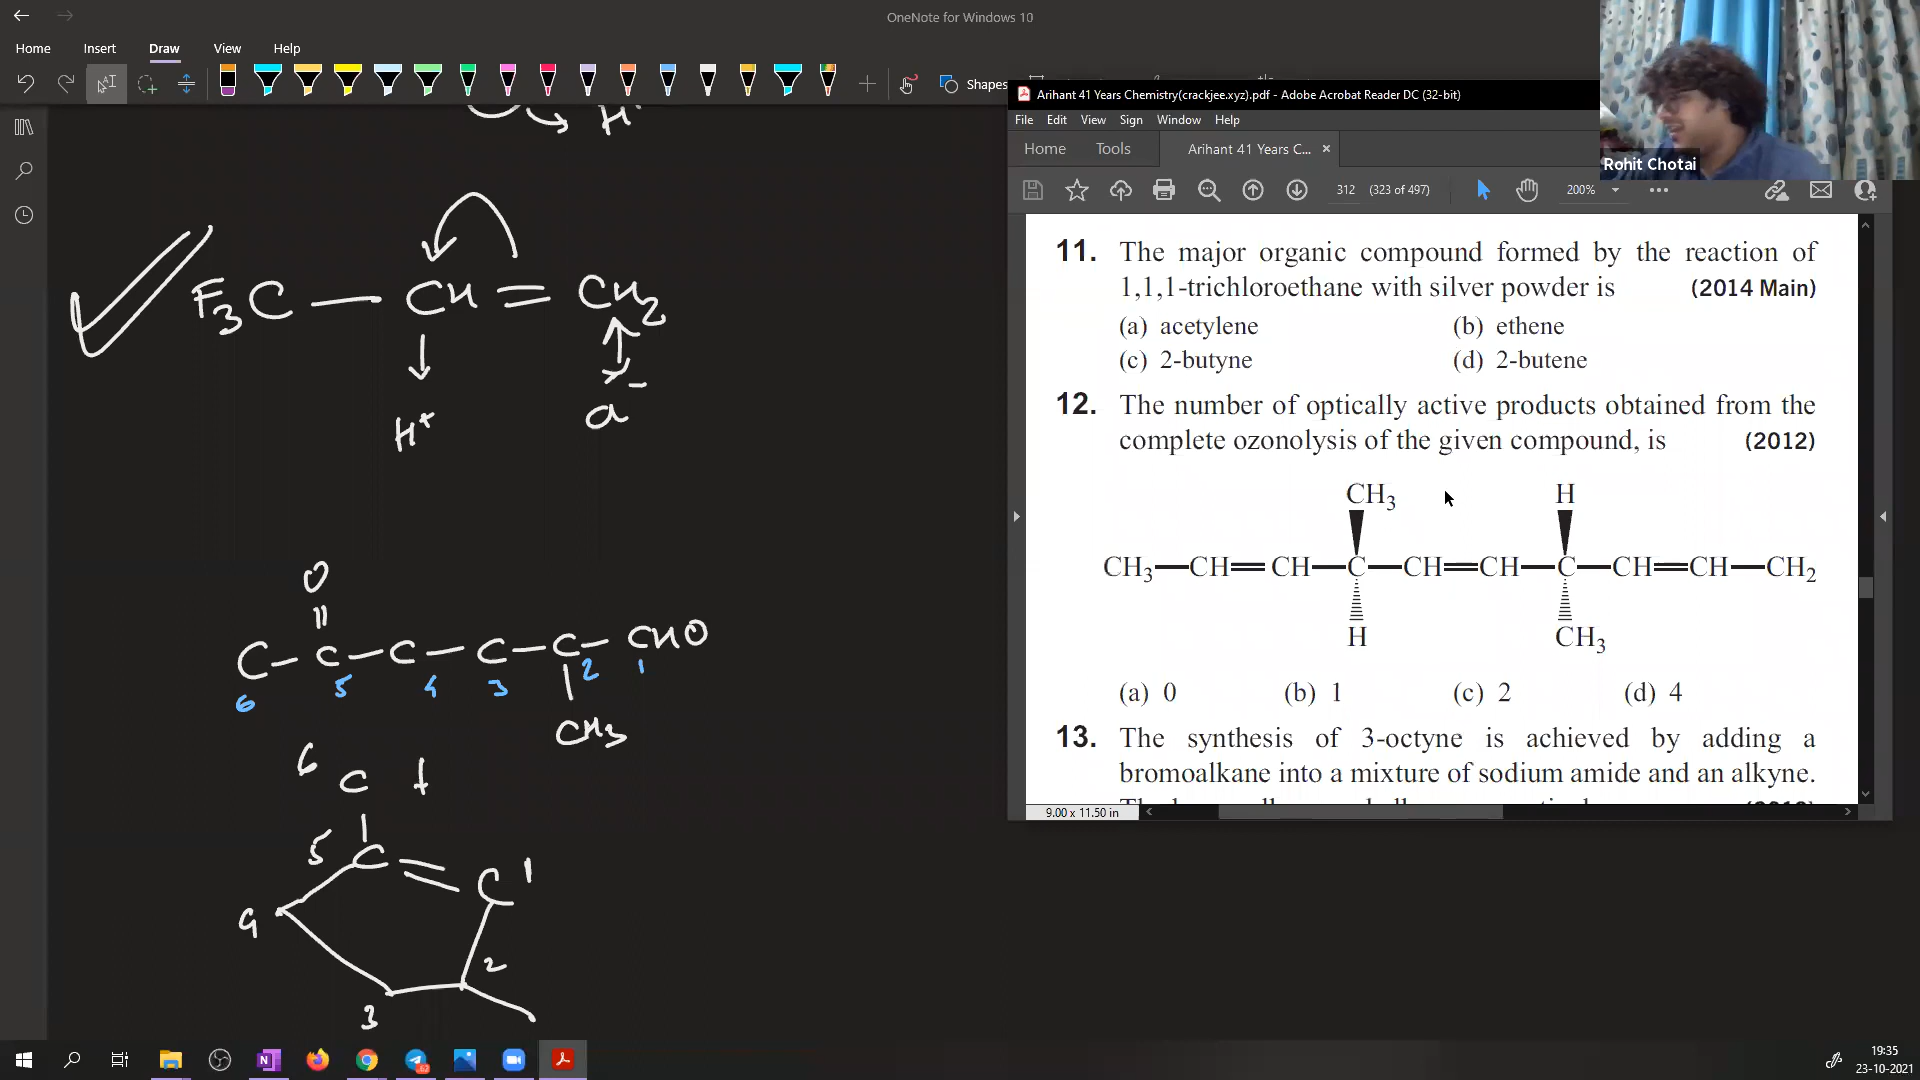 OneNote for Windows 10
Home Insert Draw View Help
Shapes
H
F3C — CH = CH2
H+
a-
O
C - C - C - C - C - CHO
6 5 4 3 2 1
CH3
6 C
5 C = C 1
4
2
3
Arihant 41 Years Chemistry(crackjee.xyz).pdf - Adobe Acrobat Reader DC (32-bit)
File Edit View Sign Window Help
Home Tools Arihant 41 Years C... ×
312 (323 of 497) 200%
Rohit Chotai
11. The major organic compound formed by the reaction of
1,1,1-trichloroethane with silver powder is (2014 Main)
(a) acetylene (b) ethene
(c) 2-butyne (d) 2-butene
12. The number of optically active products obtained from the
complete ozonolysis of the given compound, is (2012)
CH3 H
CH3—CH=CH—C—CH=CH—C—CH=CH—CH2
H CH3
(a) 0 (b) 1 (c) 2 (d) 4
13. The synthesis of 3-octyne is achieved by adding a
bromoalkane into a mixture of sodium amide and an alkyne.
9.00 x 11.50 in
19:35
23-10-2021